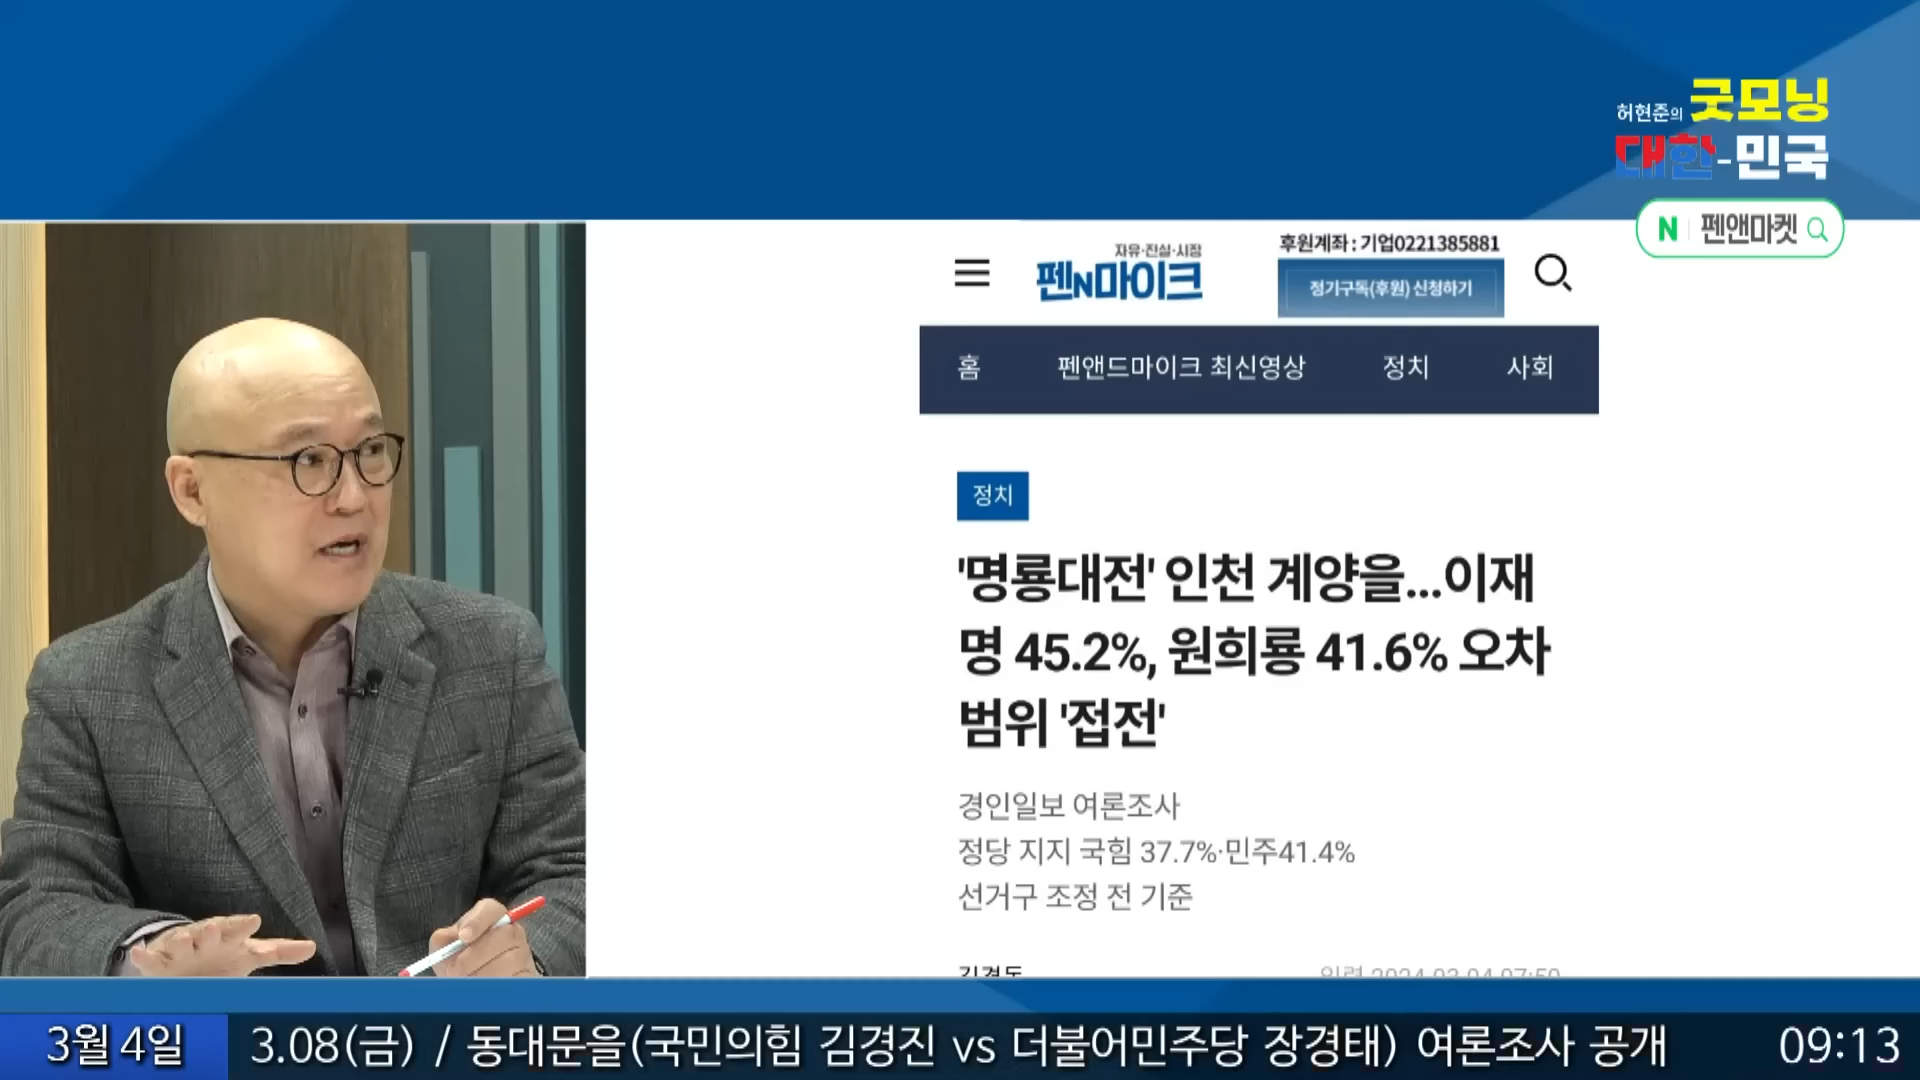 허현준의 굿모닝
대한-민국
N 펜앤마켓
자유·진실·시장
펜N마이크
후원계좌 : 기업0221385881
정기구독(후원) 신청하기
홈 펜앤드마이크 최신영상 정치 사회
정치
'명룡대전' 인천 계양을...이재
명 45.2%, 원희룡 41.6% 오차
범위 '접전'
경인일보 여론조사
정당 지지 국힘 37.7%·민주41.4%
선거구 조정 전 기준
3월 4일
3.08(금) / 동대문을(국민의힘 김경진 vs 더불어민주당 장경태) 여론조사 공개
09:13